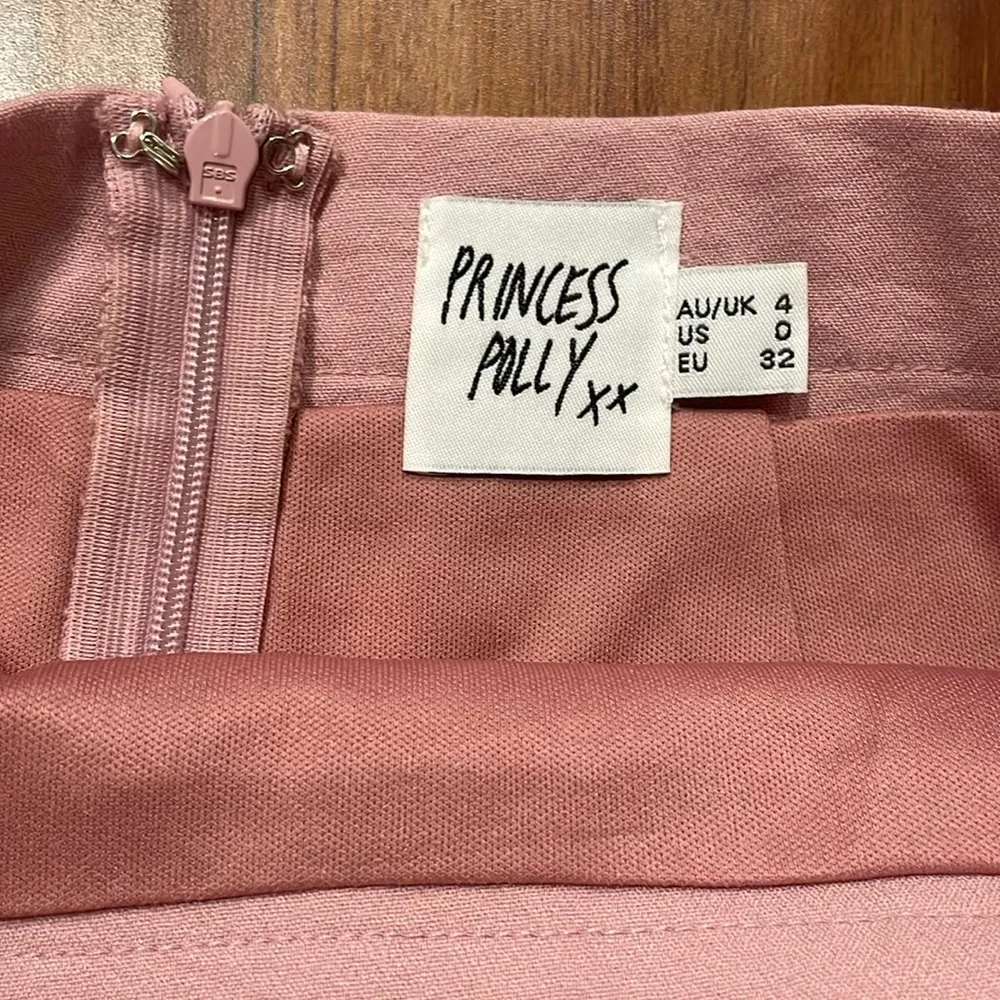 SBS
PRINCESS
POLLY xx
AU/UK 4
US 0
EU 32